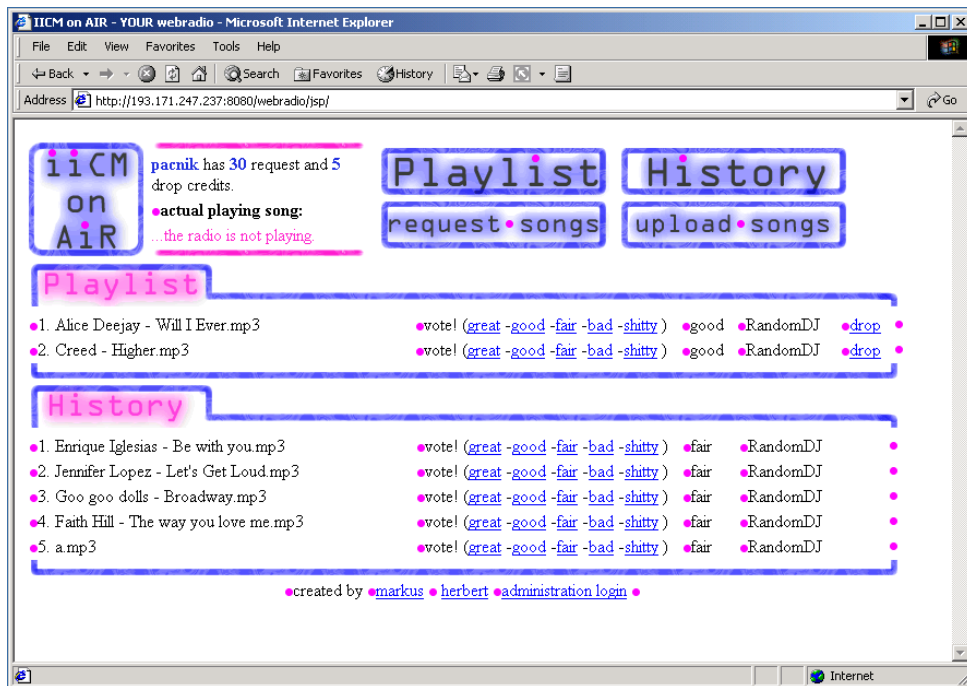 IICM on AIR - YOUR webradio - Microsoft Internet Explorer
File Edit View Favorites Tools Help
Back Search Favorites History
Address http://193.171.247.237:8080/webradio/jsp/ Go
iiCM
on
AiR
pacnik has 30 request and 5
drop credits.
•actual playing song:
...the radio is not playing.
Playlist History
request•songs upload•songs
Playlist
•1. Alice Deejay - Will I Ever.mp3 •vote! (great -good -fair -bad -shitty ) •good •RandomDJ •drop •
•2. Creed - Higher.mp3 •vote! (great -good -fair -bad -shitty ) •good •RandomDJ •drop •
History
•1. Enrique Iglesias - Be with you.mp3 •vote! (great -good -fair -bad -shitty ) •fair •RandomDJ •
•2. Jennifer Lopez - Let's Get Loud.mp3 •vote! (great -good -fair -bad -shitty ) •fair •RandomDJ •
•3. Goo goo dolls - Broadway.mp3 •vote! (great -good -fair -bad -shitty ) •fair •RandomDJ •
•4. Faith Hill - The way you love me.mp3 •vote! (great -good -fair -bad -shitty ) •fair •RandomDJ •
•5. a.mp3 •vote! (great -good -fair -bad -shitty ) •fair •RandomDJ •
•created by •markus • herbert •administration login •
Internet